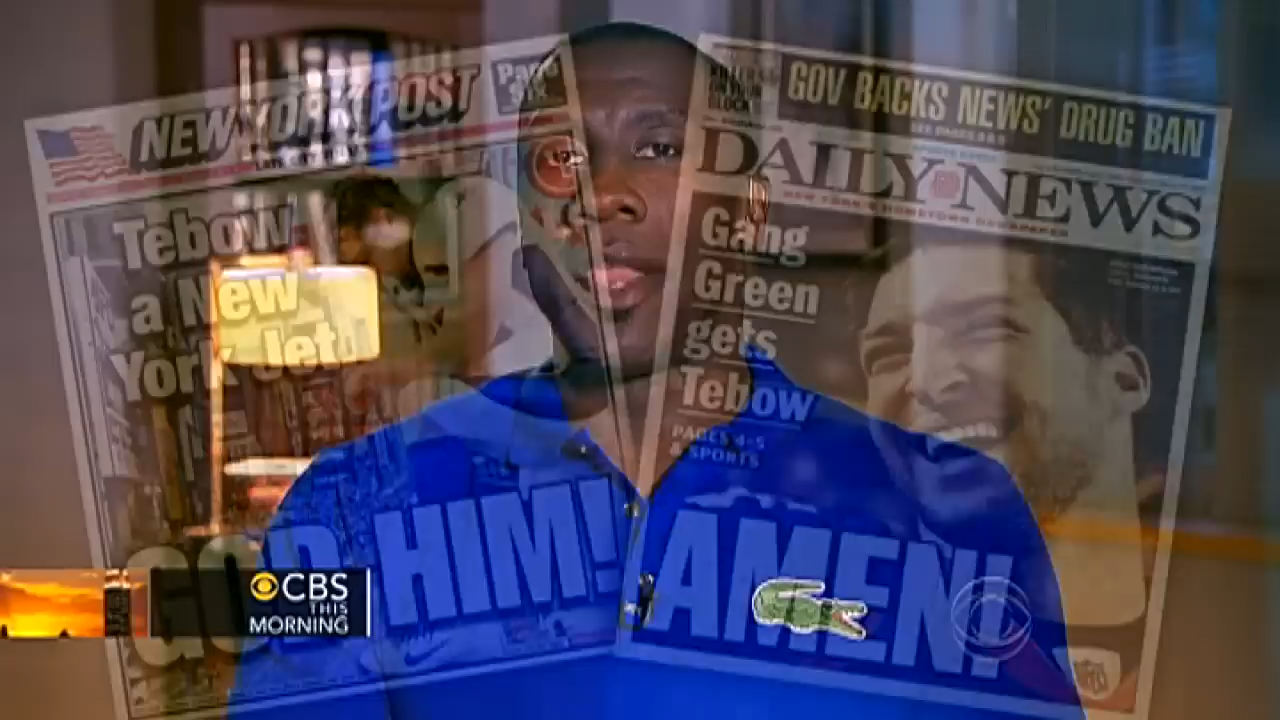 NEW YORK POST
Page
Tebow
a New
York Jet!
GOD HIM!
GOV BACKS NEWS' DRUG BAN
DAILY NEWS
NEW YORK'S HOMETOWN NEWSPAPER
Gang
Green
gets
Tebow
PAGES 4-5
& SPORTS
AMEN!
CBS
THIS
MORNING